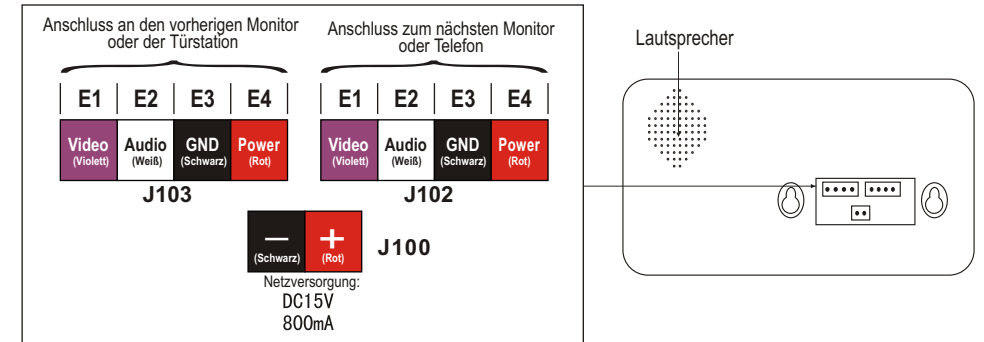 Anschluss an den vorherigen Monitor
oder der Türstation
Anschluss zum nächsten Monitor
oder Telefon
E1 E2 E3 E4
E1 E2 E3 E4
Video Audio GND Power
(Violett) (Weiß) (Schwarz) (Rot)
Video Audio GND Power
(Violett) (Weiß) (Schwarz) (Rot)
J103
J102
— +
(Schwarz) (Rot)
J100
Netzversorgung:
DC15V
800mA
Lautsprecher